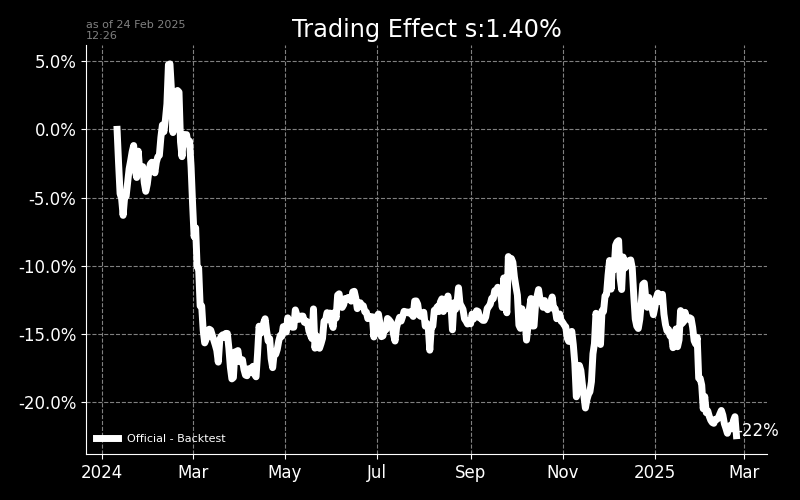 as of 24 Feb 2025
12:26
Trading Effect s:1.40%
5.0%
0.0%
-5.0%
-10.0%
-15.0%
-20.0%
-22%
Official - Backtest
2024 Mar May Jul Sep Nov 2025 Mar